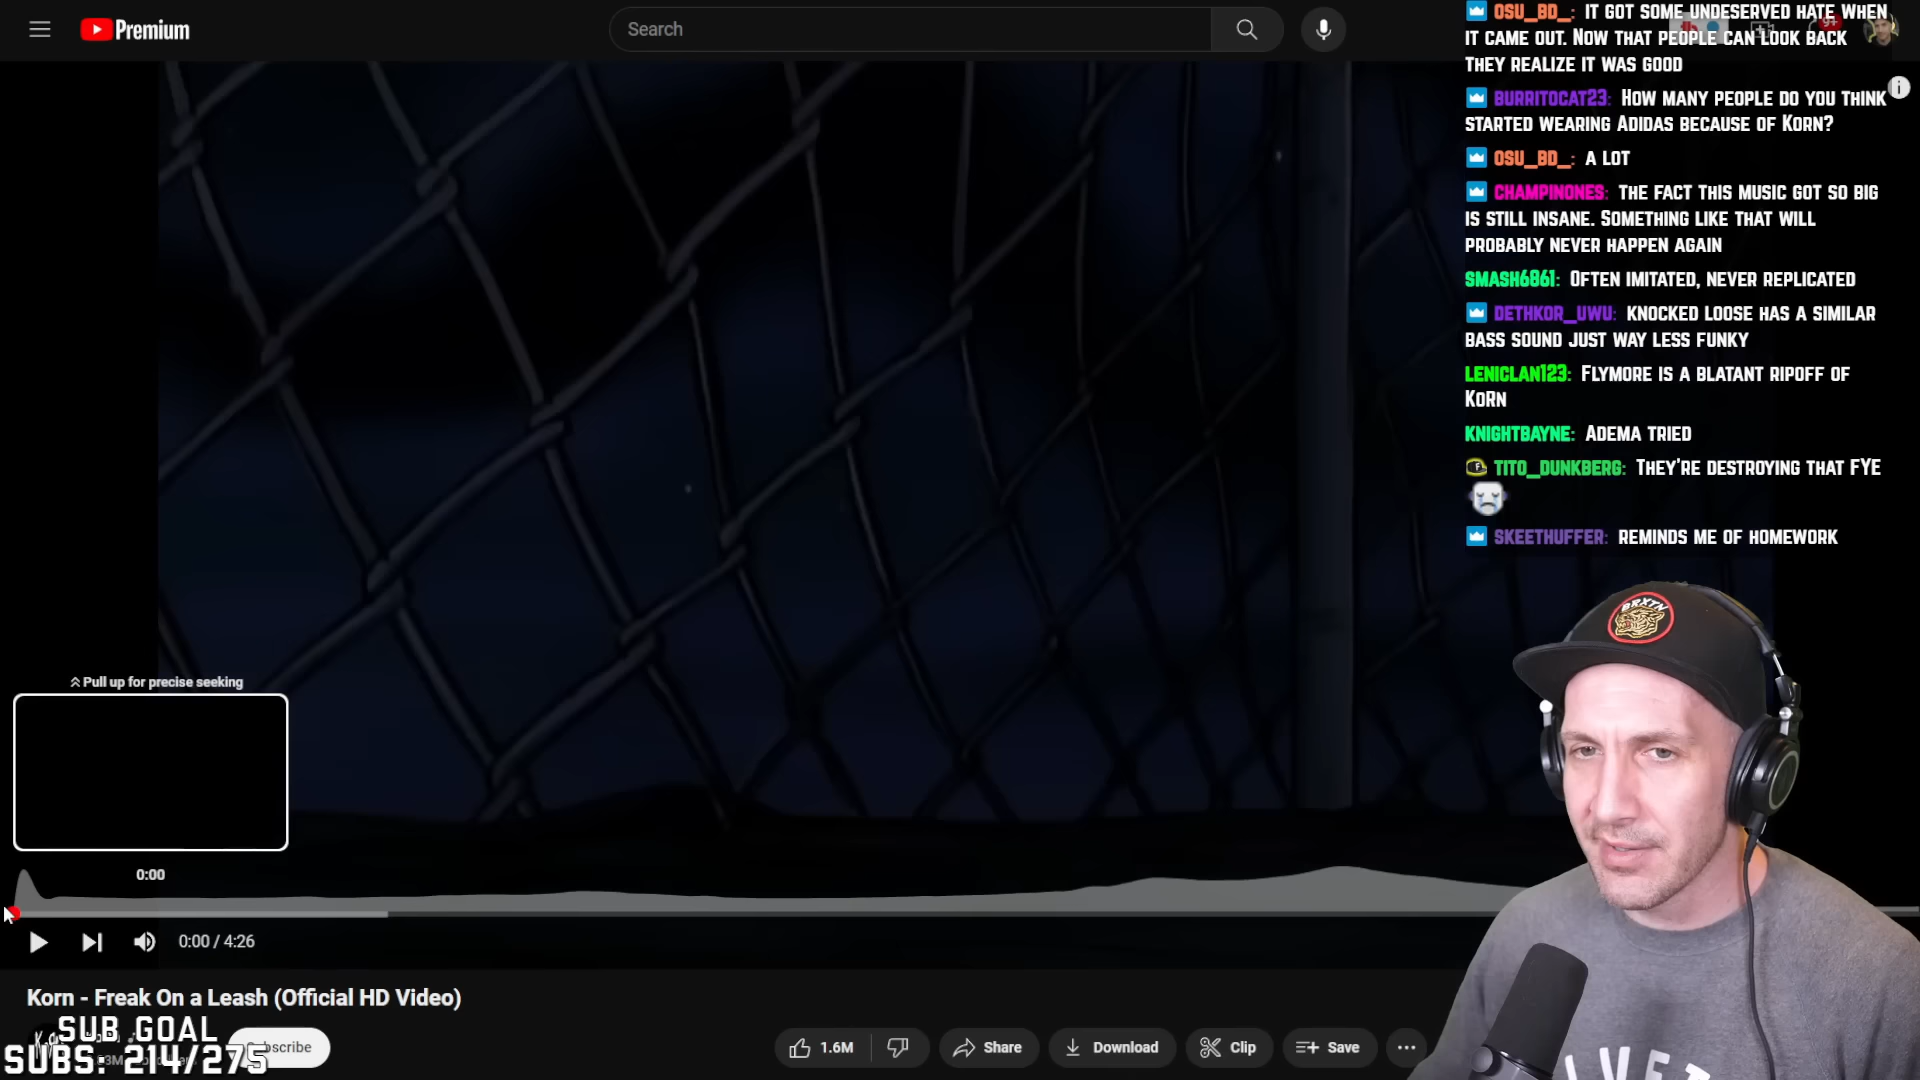 Premium
Search
9+
OSU_BD_: IT GOT SOME UNDESERVED HATE WHEN
IT CAME OUT. NOW THAT PEOPLE CAN LOOK BACK
THEY REALIZE IT WAS GOOD
BURRITOCAT23: HOW MANY PEOPLE DO YOU THINK
STARTED WEARING ADIDAS BECAUSE OF KORN?
OSU_BD_: A LOT
CHAMPINONES: THE FACT THIS MUSIC GOT SO BIG
IS STILL INSANE. SOMETHING LIKE THAT WILL
PROBABLY NEVER HAPPEN AGAIN
SMASH6861: OFTEN IMITATED, NEVER REPLICATED
DETHKOR_UWU: KNOCKED LOOSE HAS A SIMILAR
BASS SOUND JUST WAY LESS FUNKY
LENICLAN123: FLYMORE IS A BLATANT RIPOFF OF
KORN
KNIGHTBAYNE: ADEMA TRIED
TITO_DUNKBERG: THEY'RE DESTROYING THAT FYE
SKEETHUFFER: REMINDS ME OF HOMEWORK
BRXTN
Pull up for precise seeking
0:00
0:00 / 4:26
Korn - Freak On a Leash (Official HD Video)
SUB GOAL
SUBS: 214/275
1.6M
Share
Download
Clip
Save